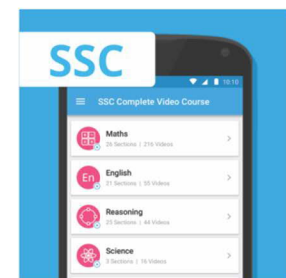 SSC
10:10
SSC Complete Video Course
Maths
26 Sections | 216 Videos
English
21 Sections | 55 Videos
En
Reasoning
23 Sections | 44 Videos
Science
3 Sections | 16 Videos